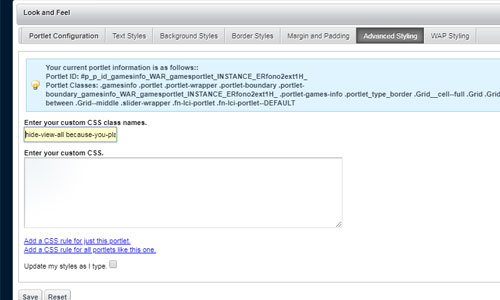 Look and Feel
Portlet Configuration Text Styles Background Styles Border Styles Margin and Padding Advanced Styling WAP Styling
Your current portlet information is as follows::
Portlet ID: #p_p_id_gamesinfo_WAR_gamesportlet_INSTANCE_ERfono2ext1H_
Portlet Classes: .gamesinfo .portlet-wrapper .portlet-boundary .portlet-
boundary_gamesinfo_WAR_gamesportlet_INSTANCE_ERfono2ext1H_ .portlet-games-info .portlet_type_border .Grid__cell--full .Grid .Grid
between .Grid--middle .slider-wrapper .fn-lci-portlet .fn-lci-portlet--DEFAULT
Enter your custom CSS class names.
hide-view-all because-you-pla
Enter your custom CSS.
Add a CSS rule for just this portlet.
Add a CSS rule for all portlets like this one.
Update my styles as I type.
Save Reset